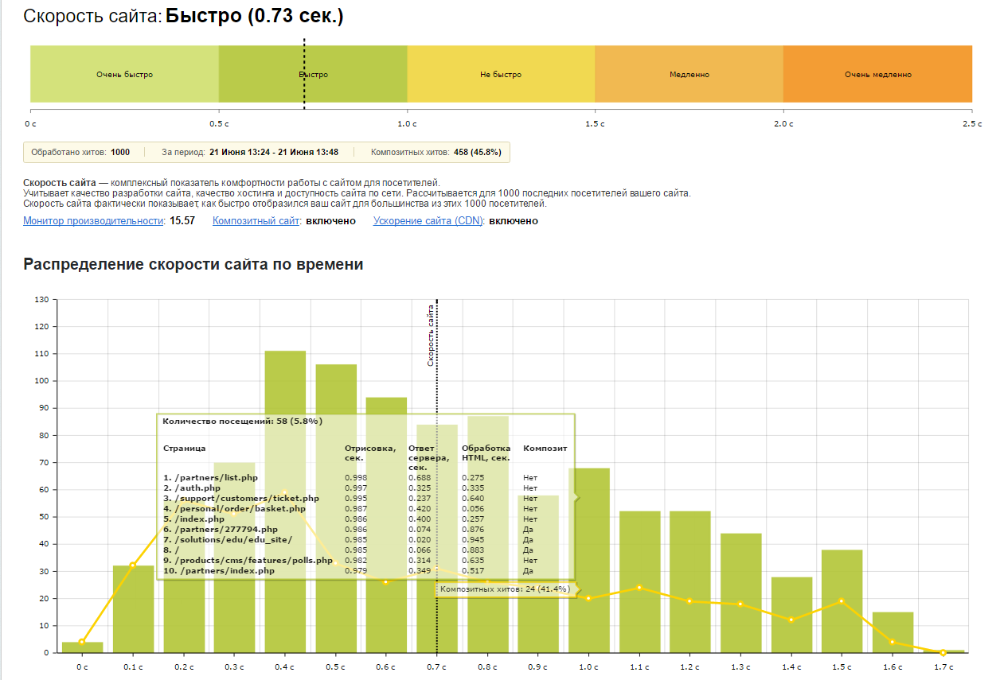 Скорость сайта: Быстро (0.73 сек.)
Очень быстро Быстро Не быстро Медленно Очень медленно
0 с 0.5 с 1.0 с 1.5 с 2.0 с 2.5 с
Обработано хитов: 1000 За период: 21 Июня 13:24 - 21 Июня 13:48 Композитных хитов: 458 (45.8%)
Скорость сайта — комплексный показатель комфортности работы с сайтом для посетителей.
Учитывает качество разработки сайта, качество хостинга и доступность сайта по сети. Рассчитывается для 1000 последних посетителей вашего сайта.
Скорость сайта фактически показывает, как быстро отобразился ваш сайт для большинства из этих 1000 посетителей.
Монитор производительности: 15.57 Композитный сайт: включено Ускорение сайта (CDN): включено
Распределение скорости сайта по времени
130
120
110
100
90
80
70
60
50
40
30
20
10
0
Скорость сайта
Количество посещений: 58 (5.8%)
Страница Отрисовка, сек. Ответ сервера, сек. Обработка HTML, сек. Композит
1. /partners/list.php 0.998 0.688 0.275 Нет
2. /auth.php 0.997 0.325 0.335 Нет
3. /support/customers/ticket.php 0.995 0.237 0.640 Нет
4. /personal/order/basket.php 0.987 0.420 0.056 Нет
5. /index.php 0.986 0.400 0.257 Нет
6. /partners/277794.php 0.986 0.074 0.876 Да
7. /solutions/edu/edu_site/ 0.985 0.020 0.945 Да
8. / 0.985 0.066 0.883 Да
9. /products/cms/features/polls.php 0.982 0.314 0.635 Нет
10. /partners/index.php 0.979 0.349 0.517 Да
Композитных хитов: 24 (41.4%)
0 с 0.1 с 0.2 с 0.3 с 0.4 с 0.5 с 0.6 с 0.7 с 0.8 с 0.9 с 1.0 с 1.1 с 1.2 с 1.3 с 1.4 с 1.5 с 1.6 с 1.7 с